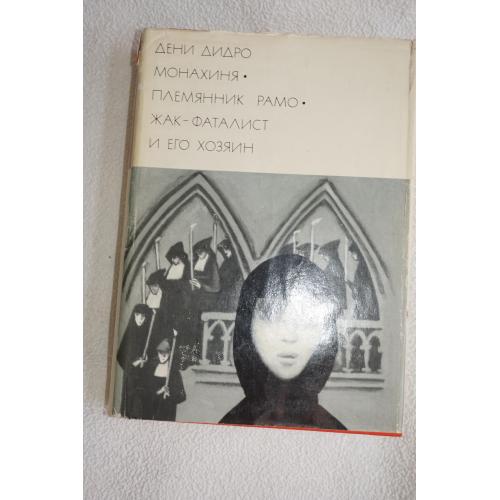 ДЕНИ ДИДРО
МОНАХИНЯ •
ПЛЕМЯННИК РАМО •
ЖАК-ФАТАЛИСТ
И ЕГО ХОЗЯИН